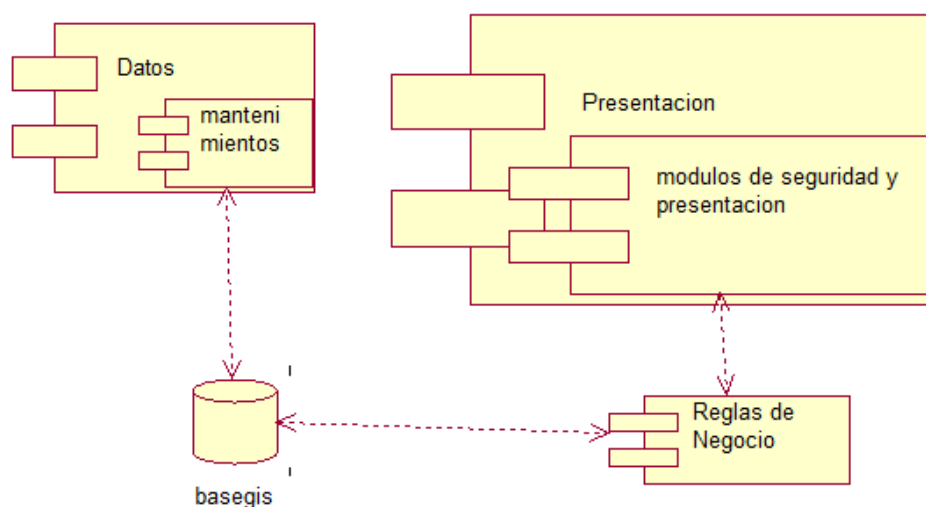 Datos
manteni
mientos
Presentacion
modulos de seguridad y
presentacion
Reglas de
Negocio
basegis